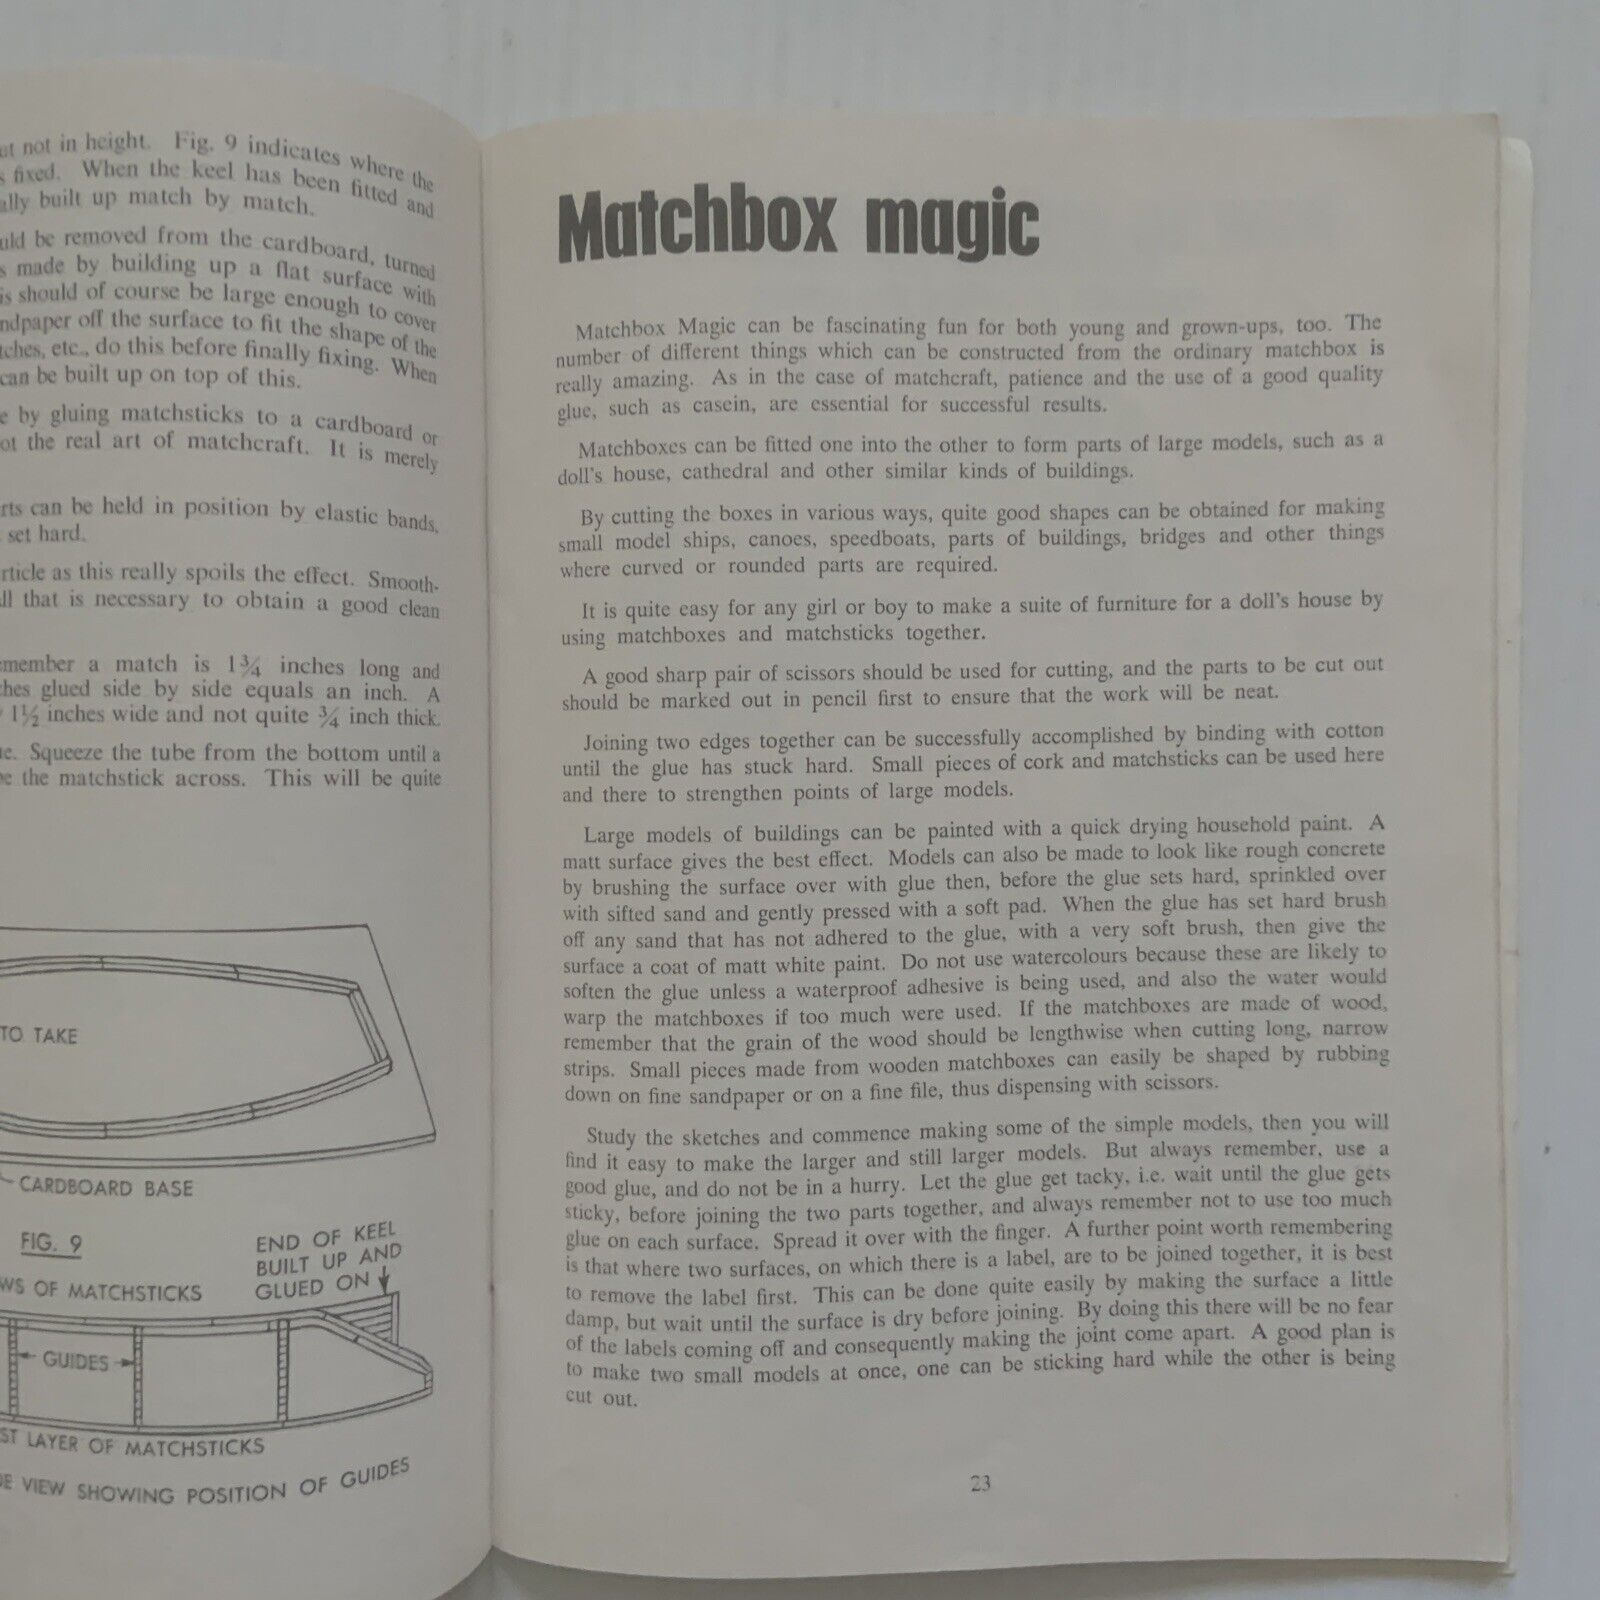 not in height. Fig. 9 indicates where the
fixed. When the keel has been fitted and
built up match by match.
be removed from the cardboard, turned
made by building up a flat surface with
should of course be large enough to cover
off the surface to fit the shape of the
etc., do this before finally fixing. When
can be built up on top of this.
by gluing matchsticks to a cardboard or
the real art of matchcraft. It is merely
can be held in position by elastic bands,
set hard.
as this really spoils the effect. Smooth-
that is necessary to obtain a good clean
a match is 1¾ inches long and
glued side by side equals an inch. A
1½ inches wide and not quite ¾ inch thick.
Squeeze the tube from the bottom until a
the matchstick across. This will be quite
TO TAKE
CARDBOARD BASE
FIG. 9
END OF KEEL
BUILT UP AND
GLUED ON
OF MATCHSTICKS
GUIDES
LAYER OF MATCHSTICKS
VIEW SHOWING POSITION OF GUIDES
Matchbox magic
Matchbox Magic can be fascinating fun for both young and grown-ups, too. The
number of different things which can be constructed from the ordinary matchbox is
really amazing. As in the case of matchcraft, patience and the use of a good quality
glue, such as casein, are essential for successful results.
Matchboxes can be fitted one into the other to form parts of large models, such as a
doll's house, cathedral and other similar kinds of buildings.
By cutting the boxes in various ways, quite good shapes can be obtained for making
small model ships, canoes, speedboats, parts of buildings, bridges and other things
where curved or rounded parts are required.
It is quite easy for any girl or boy to make a suite of furniture for a doll's house by
using matchboxes and matchsticks together.
A good sharp pair of scissors should be used for cutting, and the parts to be cut out
should be marked out in pencil first to ensure that the work will be neat.
Joining two edges together can be successfully accomplished by binding with cotton
until the glue has stuck hard. Small pieces of cork and matchsticks can be used here
and there to strengthen points of large models.
Large models of buildings can be painted with a quick drying household paint. A
matt surface gives the best effect. Models can also be made to look like rough concrete
by brushing the surface over with glue then, before the glue sets hard, sprinkled over
with sifted sand and gently pressed with a soft pad. When the glue has set hard brush
off any sand that has not adhered to the glue, with a very soft brush, then give the
surface a coat of matt white paint. Do not use watercolours because these are likely to
soften the glue unless a waterproof adhesive is being used, and also the water would
warp the matchboxes if too much were used. If the matchboxes are made of wood,
remember that the grain of the wood should be lengthwise when cutting long, narrow
strips. Small pieces made from wooden matchboxes can easily be shaped by rubbing
down on fine sandpaper or on a fine file, thus dispensing with scissors.
Study the sketches and commence making some of the simple models, then you will
find it easy to make the larger and still larger models. But always remember, use a
good glue, and do not be in a hurry. Let the glue get tacky, i.e. wait until the glue gets
sticky, before joining the two parts together, and always remember not to use too much
glue on each surface. Spread it over with the finger. A further point worth remembering
is that where two surfaces, on which there is a label, are to be joined together, it is best
to remove the label first. This can be done quite easily by making the surface a little
damp, but wait until the surface is dry before joining. By doing this there will be no fear
of the labels coming off and consequently making the joint come apart. A good plan is
to make two small models at once, one can be sticking hard while the other is being
cut out.
23